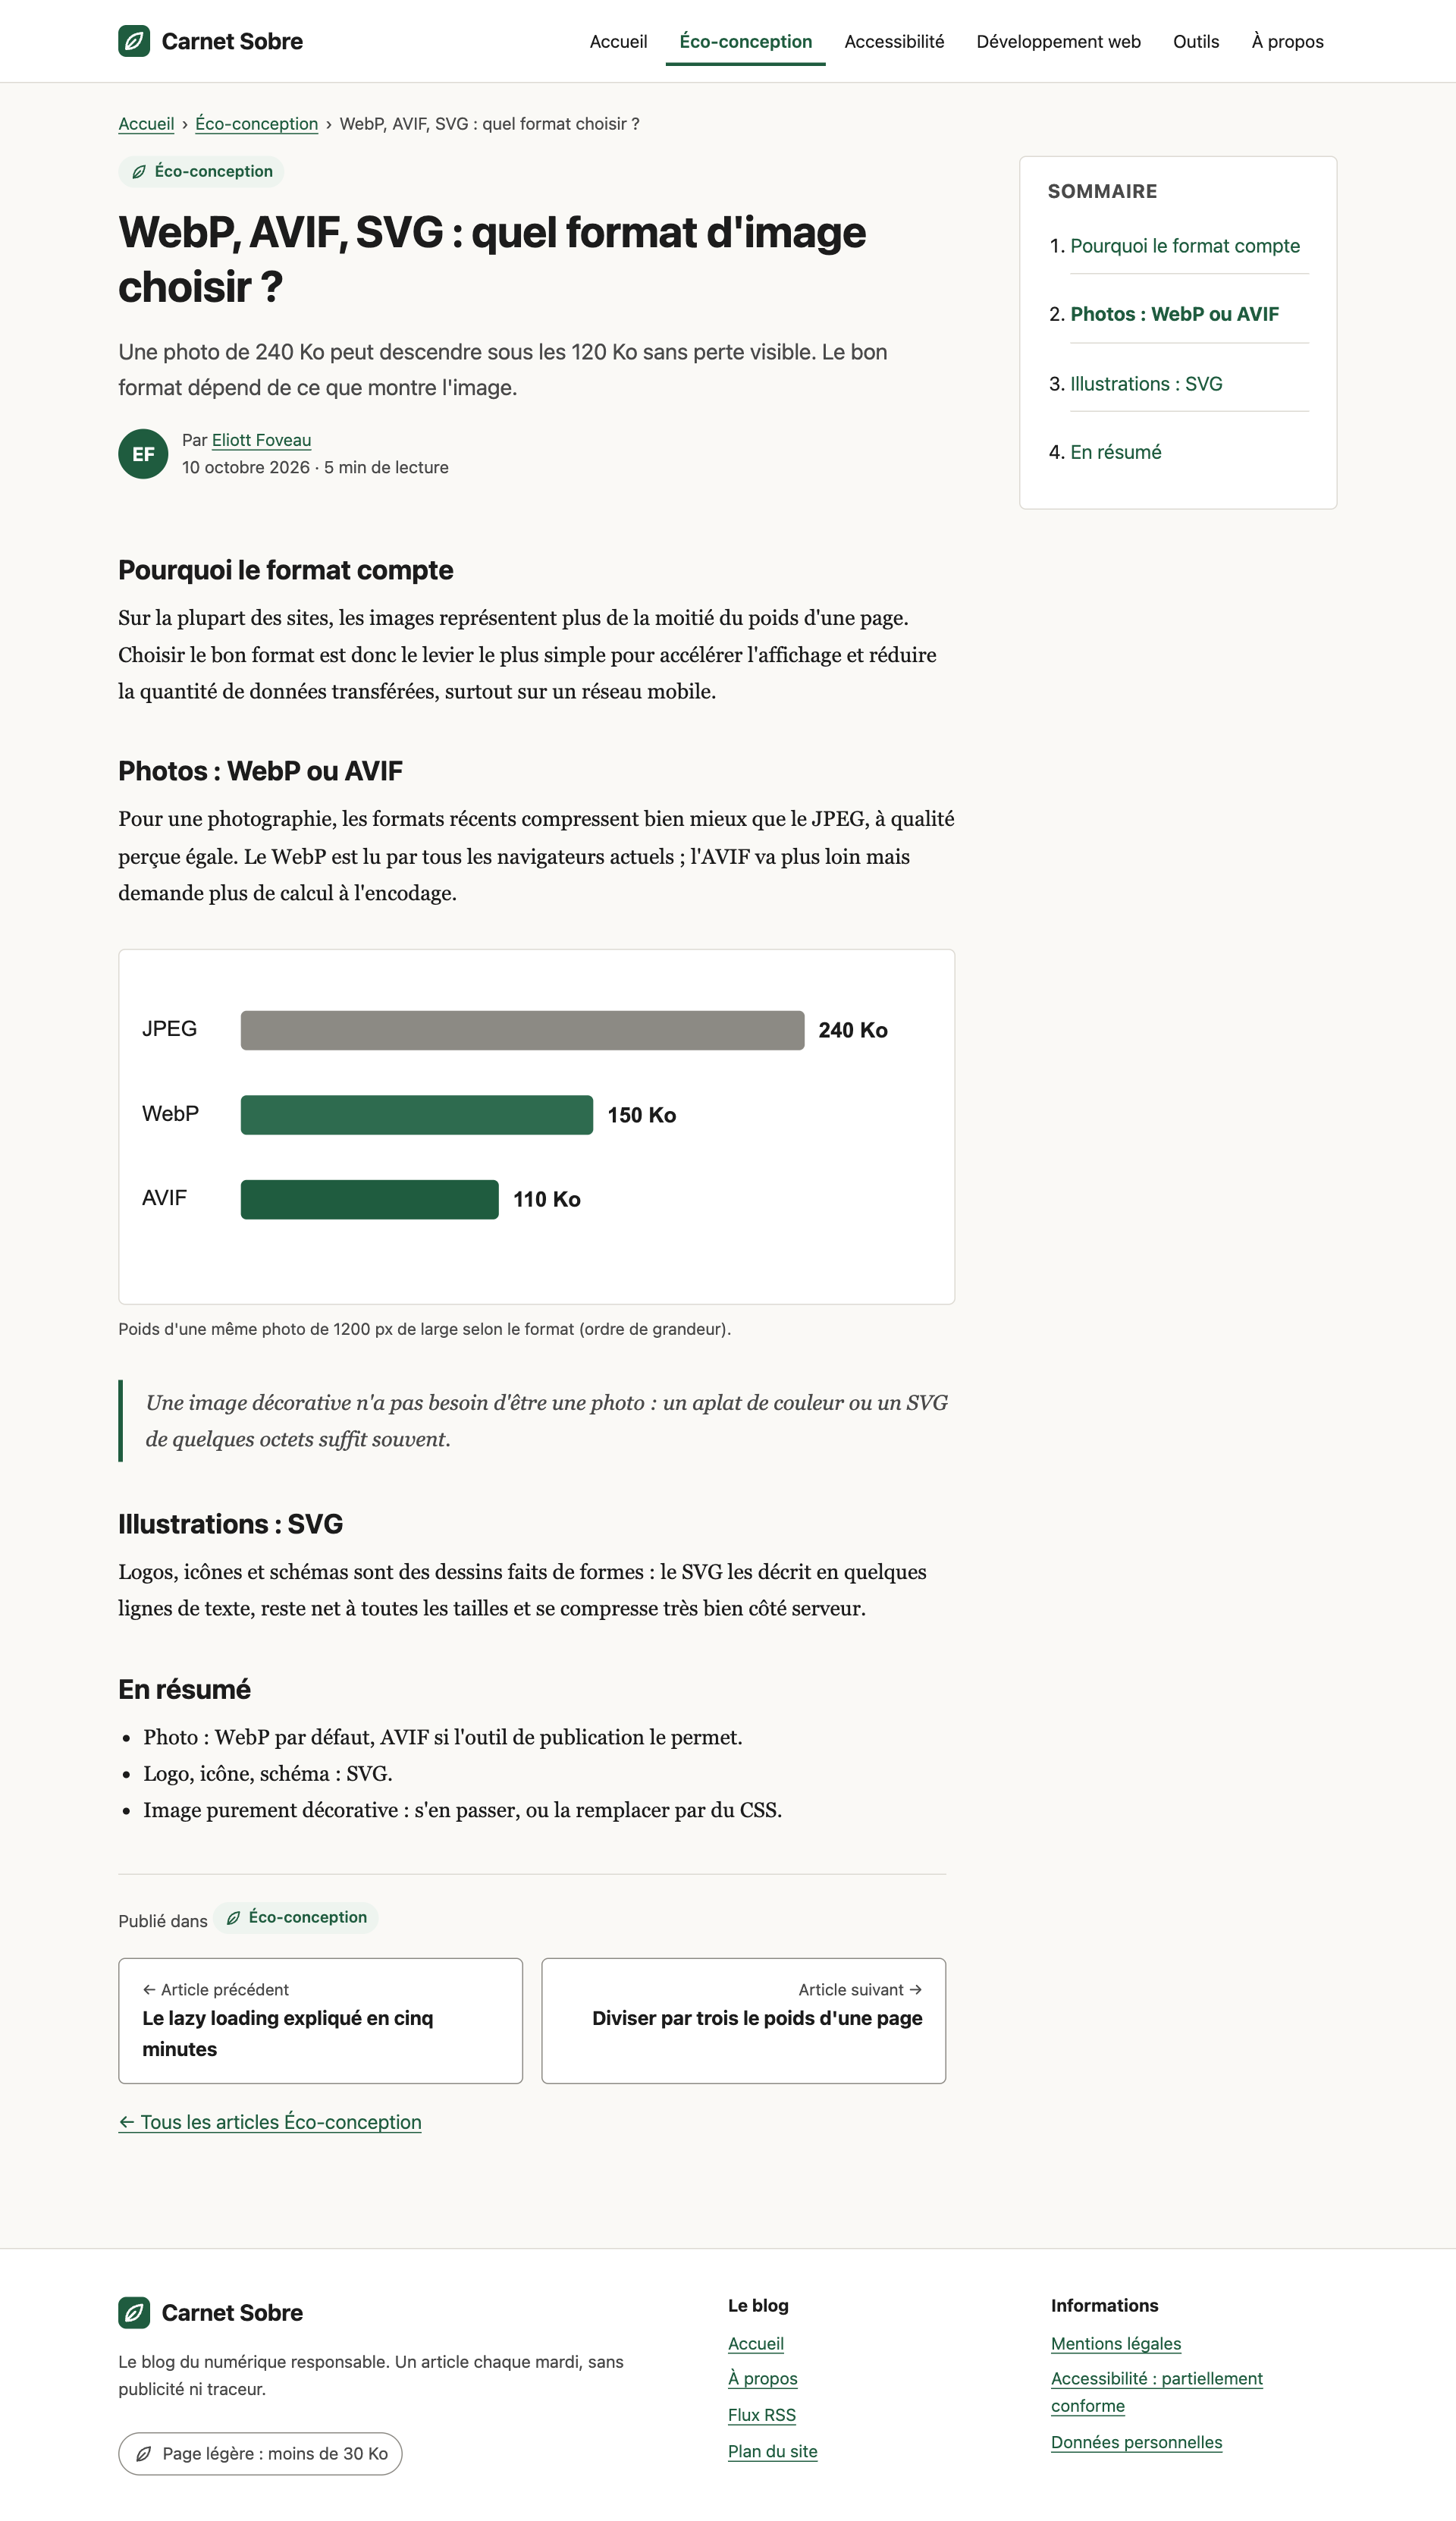 Carnet Sobre
Accueil
Éco-conception
Accessibilité
Développement web
Outils
À propos
Accueil › Éco-conception › WebP, AVIF, SVG : quel format choisir ?
Éco-conception
WebP, AVIF, SVG : quel format d'image
choisir ?
Une photo de 240 Ko peut descendre sous les 120 Ko sans perte visible. Le bon
format dépend de ce que montre l'image.
EF
Par Eliott Foveau
10 octobre 2026 · 5 min de lecture
SOMMAIRE
1. Pourquoi le format compte
2. Photos : WebP ou AVIF
3. Illustrations : SVG
4. En résumé
Pourquoi le format compte
Sur la plupart des sites, les images représentent plus de la moitié du poids d'une page.
Choisir le bon format est donc le levier le plus simple pour accélérer l'affichage et réduire
la quantité de données transférées, surtout sur un réseau mobile.
Photos : WebP ou AVIF
Pour une photographie, les formats récents compressent bien mieux que le JPEG, à qualité
perçue égale. Le WebP est lu par tous les navigateurs actuels ; l'AVIF va plus loin mais
demande plus de calcul à l'encodage.
JPEG 240 Ko
WebP 150 Ko
AVIF 110 Ko
Poids d'une même photo de 1200 px de large selon le format (ordre de grandeur).
Une image décorative n'a pas besoin d'être une photo : un aplat de couleur ou un SVG
de quelques octets suffit souvent.
Illustrations : SVG
Logos, icônes et schémas sont des dessins faits de formes : le SVG les décrit en quelques
lignes de texte, reste net à toutes les tailles et se compresse très bien côté serveur.
En résumé
• Photo : WebP par défaut, AVIF si l'outil de publication le permet.
• Logo, icône, schéma : SVG.
• Image purement décorative : s'en passer, ou la remplacer par du CSS.
Publié dans Éco-conception
← Article précédent
Le lazy loading expliqué en cinq
minutes
Article suivant →
Diviser par trois le poids d'une page
← Tous les articles Éco-conception
Carnet Sobre
Le blog du numérique responsable. Un article chaque mardi, sans
publicité ni traceur.
Page légère : moins de 30 Ko
Le blog
Accueil
À propos
Flux RSS
Plan du site
Informations
Mentions légales
Accessibilité : partiellement
conforme
Données personnelles